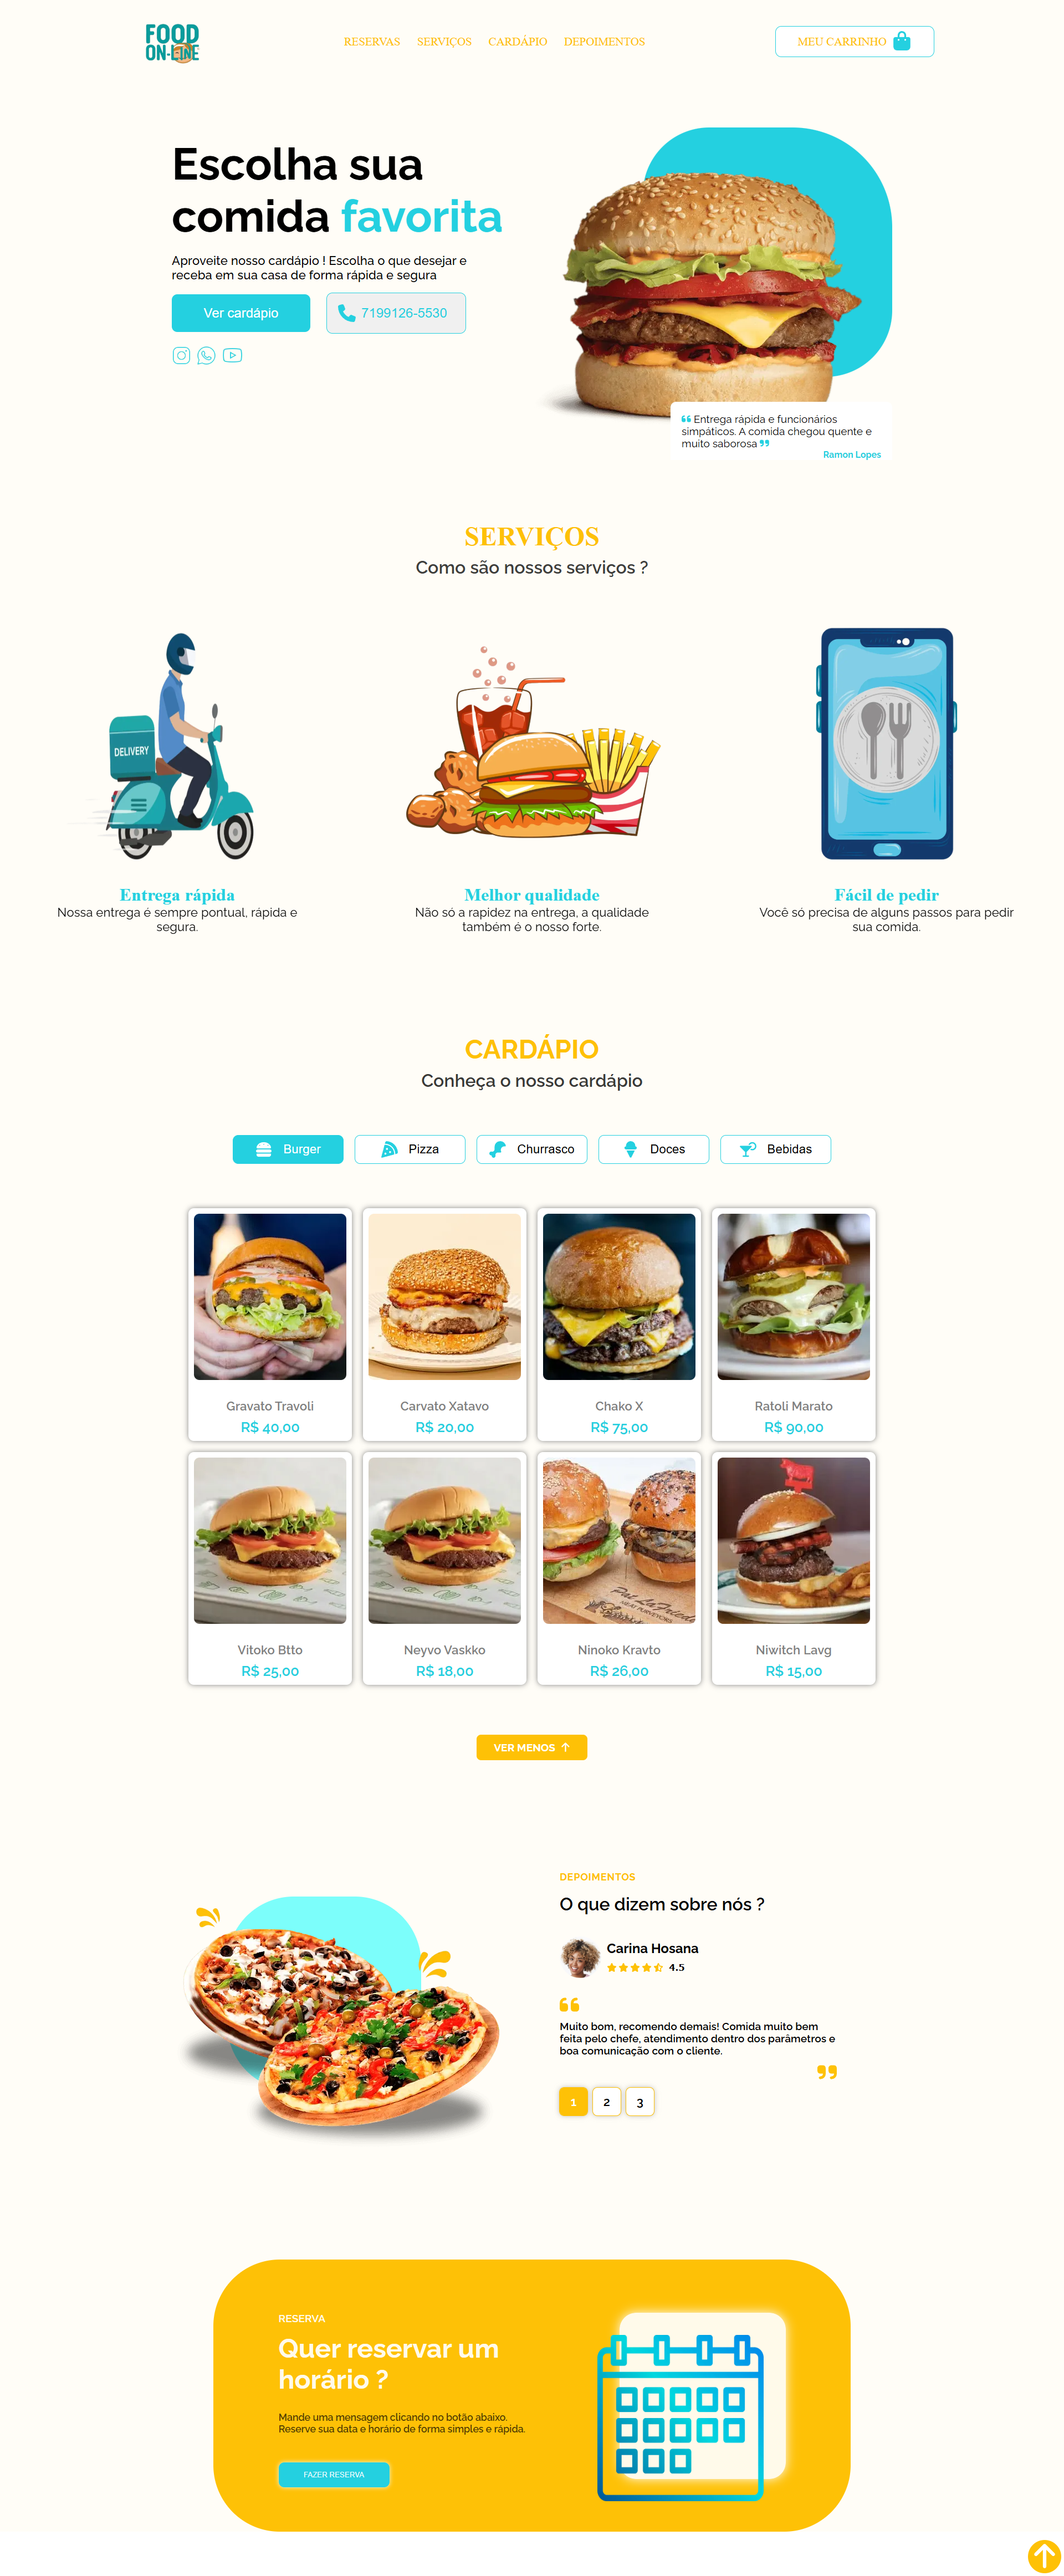 FOOD
ON-LINE
RESERVAS SERVIÇOS CARDÁPIO DEPOIMENTOS
MEU CARRINHO
Escolha sua
comida favorita
Aproveite nosso cardápio ! Escolha o que desejar e
receba em sua casa de forma rápida e segura
Ver cardápio
7199126-5530
❝ Entrega rápida e funcionários
simpáticos. A comida chegou quente e
muito saborosa ❞
Ramon Lopes
SERVIÇOS
Como são nossos serviços ?
DELIVERY
Entrega rápida
Nossa entrega é sempre pontual, rápida e
segura.
Melhor qualidade
Não só a rapidez na entrega, a qualidade
também é o nosso forte.
Fácil de pedir
Você só precisa de alguns passos para pedir
sua comida.
CARDÁPIO
Conheça o nosso cardápio
Burger
Pizza
Churrasco
Doces
Bebidas
Gravato Travoli
R$ 40,00
Carvato Xatavo
R$ 20,00
Chako X
R$ 75,00
Ratoli Marato
R$ 90,00
Vitoko Btto
R$ 25,00
Neyvo Vaskko
R$ 18,00
Ninoko Kravto
R$ 26,00
Niwitch Lavg
R$ 15,00
VER MENOS ↑
DEPOIMENTOS
O que dizem sobre nós ?
Carina Hosana
4.5
❝
Muito bom, recomendo demais! Comida muito bem
feita pelo chefe, atendimento dentro dos parâmetros e
boa comunicação com o cliente.
❞
1 2 3
RESERVA
Quer reservar um
horário ?
Mande uma mensagem clicando no botão abaixo.
Reserve sua data e horário de forma simples e rápida.
FAZER RESERVA